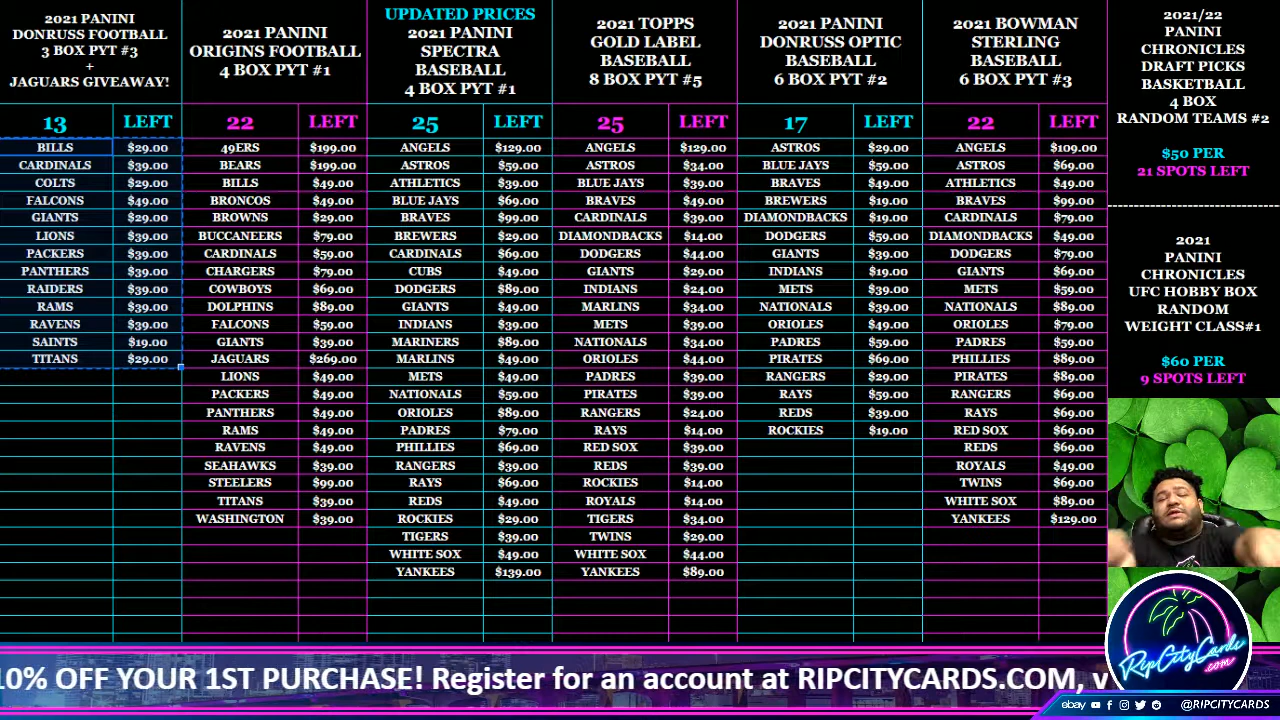 2021 PANINI
DONRUSS FOOTBALL
3 BOX PYT #3
+
JAGUARS GIVEAWAY!
13 LEFT
BILLS $29.00
CARDINALS $39.00
COLTS $29.00
FALCONS $49.00
GIANTS $29.00
LIONS $39.00
PACKERS $39.00
PANTHERS $39.00
RAIDERS $39.00
RAMS $39.00
RAVENS $39.00
SAINTS $19.00
TITANS $29.00
2021 PANINI
ORIGINS FOOTBALL
4 BOX PYT #1
22 LEFT
49ERS $199.00
BEARS $199.00
BILLS $49.00
BRONCOS $49.00
BROWNS $29.00
BUCCANEERS $79.00
CARDINALS $59.00
CHARGERS $79.00
COWBOYS $69.00
DOLPHINS $89.00
FALCONS $59.00
GIANTS $39.00
JAGUARS $269.00
LIONS $49.00
PACKERS $49.00
PANTHERS $49.00
RAMS $49.00
RAVENS $49.00
SEAHAWKS $39.00
STEELERS $99.00
TITANS $39.00
WASHINGTON $39.00
UPDATED PRICES
2021 PANINI
SPECTRA
BASEBALL
4 BOX PYT #1
25 LEFT
ANGELS $129.00
ASTROS $59.00
ATHLETICS $39.00
BLUE JAYS $69.00
BRAVES $99.00
BREWERS $29.00
CARDINALS $69.00
CUBS $49.00
DODGERS $89.00
GIANTS $49.00
INDIANS $39.00
MARINERS $89.00
MARLINS $49.00
METS $49.00
NATIONALS $59.00
ORIOLES $89.00
PADRES $79.00
PHILLIES $69.00
RANGERS $39.00
RAYS $69.00
REDS $49.00
ROCKIES $29.00
TIGERS $39.00
WHITE SOX $49.00
YANKEES $139.00
2021 TOPPS
GOLD LABEL
BASEBALL
8 BOX PYT #5
25 LEFT
ANGELS $129.00
ASTROS $34.00
BLUE JAYS $39.00
BRAVES $49.00
CARDINALS $39.00
DIAMONDBACKS $14.00
DODGERS $44.00
GIANTS $29.00
INDIANS $24.00
MARLINS $34.00
METS $39.00
NATIONALS $34.00
ORIOLES $44.00
PADRES $39.00
PIRATES $39.00
RANGERS $24.00
RAYS $14.00
RED SOX $39.00
REDS $39.00
ROCKIES $14.00
ROYALS $14.00
TIGERS $34.00
TWINS $29.00
WHITE SOX $44.00
YANKEES $89.00
2021 PANINI
DONRUSS OPTIC
BASEBALL
6 BOX PYT #2
17 LEFT
ASTROS $29.00
BLUE JAYS $59.00
BRAVES $49.00
BREWERS $19.00
DIAMONDBACKS $19.00
DODGERS $59.00
GIANTS $39.00
INDIANS $19.00
METS $39.00
NATIONALS $39.00
ORIOLES $49.00
PADRES $59.00
PIRATES $69.00
RANGERS $29.00
RAYS $59.00
REDS $39.00
ROCKIES $19.00
2021 BOWMAN
STERLING
BASEBALL
6 BOX PYT #3
22 LEFT
ANGELS $109.00
ASTROS $69.00
ATHLETICS $49.00
BRAVES $99.00
CARDINALS $79.00
DIAMONDBACKS $49.00
DODGERS $79.00
GIANTS $69.00
METS $59.00
NATIONALS $89.00
ORIOLES $79.00
PADRES $59.00
PHILLIES $89.00
PIRATES $89.00
RANGERS $69.00
RAYS $69.00
RED SOX $69.00
REDS $69.00
ROYALS $49.00
TWINS $69.00
WHITE SOX $89.00
YANKEES $129.00
2021/22
PANINI
CHRONICLES
DRAFT PICKS
BASKETBALL
4 BOX
RANDOM TEAMS #2
$50 PER
21 SPOTS LEFT
2021
PANINI
CHRONICLES
UFC HOBBY BOX
RANDOM
WEIGHT CLASS#1
$60 PER
9 SPOTS LEFT
10% OFF YOUR 1ST PURCHASE! Register for an account at RIPCITYCARDS.COM, v
RipCityCards
.com
ebay @RIPCITYCARDS